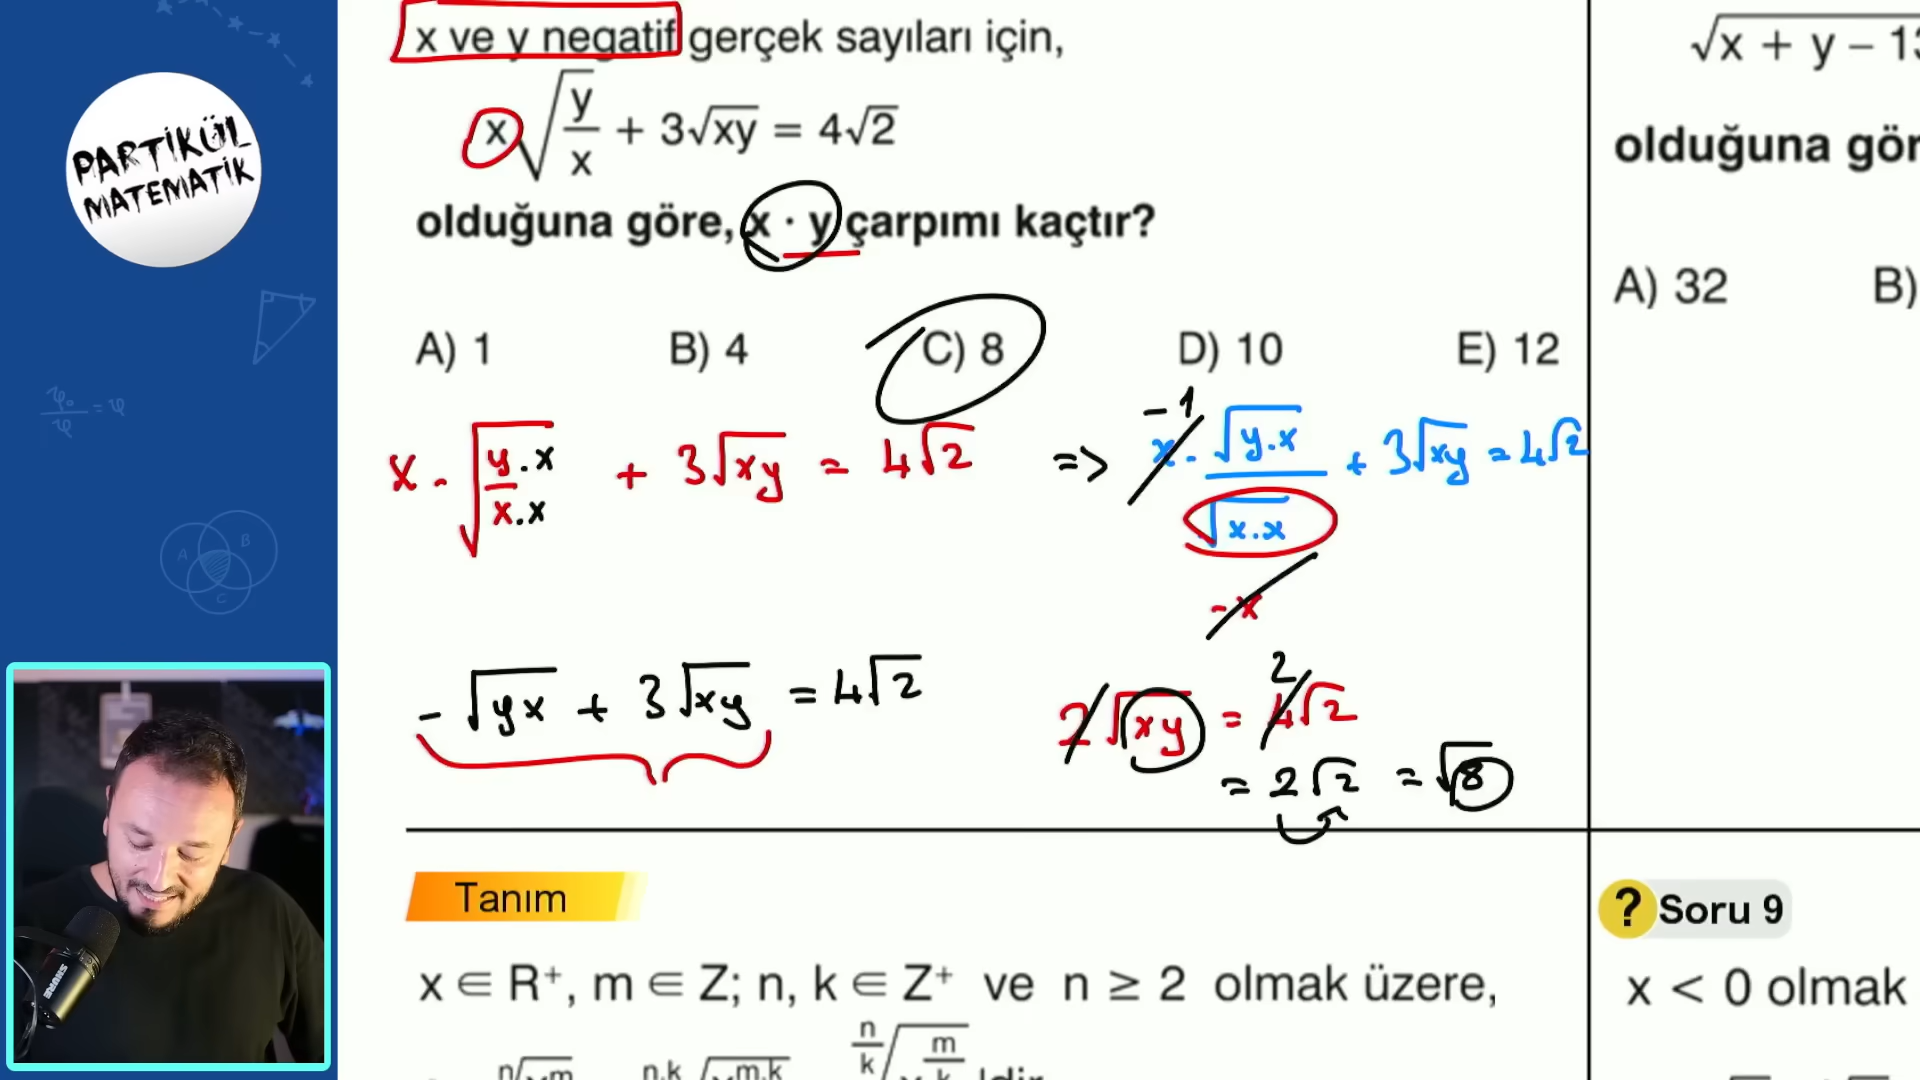 PARTİKÜL
MATEMATİK
x ve y negatif gerçek sayıları için,
x√(y/x) + 3√xy = 4√2
olduğuna göre, x · y çarpımı kaçtır?
A) 1 B) 4 C) 8 D) 10 E) 12
x · √(y.x / x.x) + 3√xy = 4√2 => x · √y.x / √x.x + 3√xy = 4√2
-1
-x
-√yx + 3√xy = 4√2
2√xy = 4√2
2
= 2√2 = √8
Tanım
x ∈ R⁺, m ∈ Z; n, k ∈ Z⁺ ve n ≥ 2 olmak üzere,
√x + y – 13
olduğuna gör
A) 32 B)
? Soru 9
x < 0 olmak
A B
C
SHURE